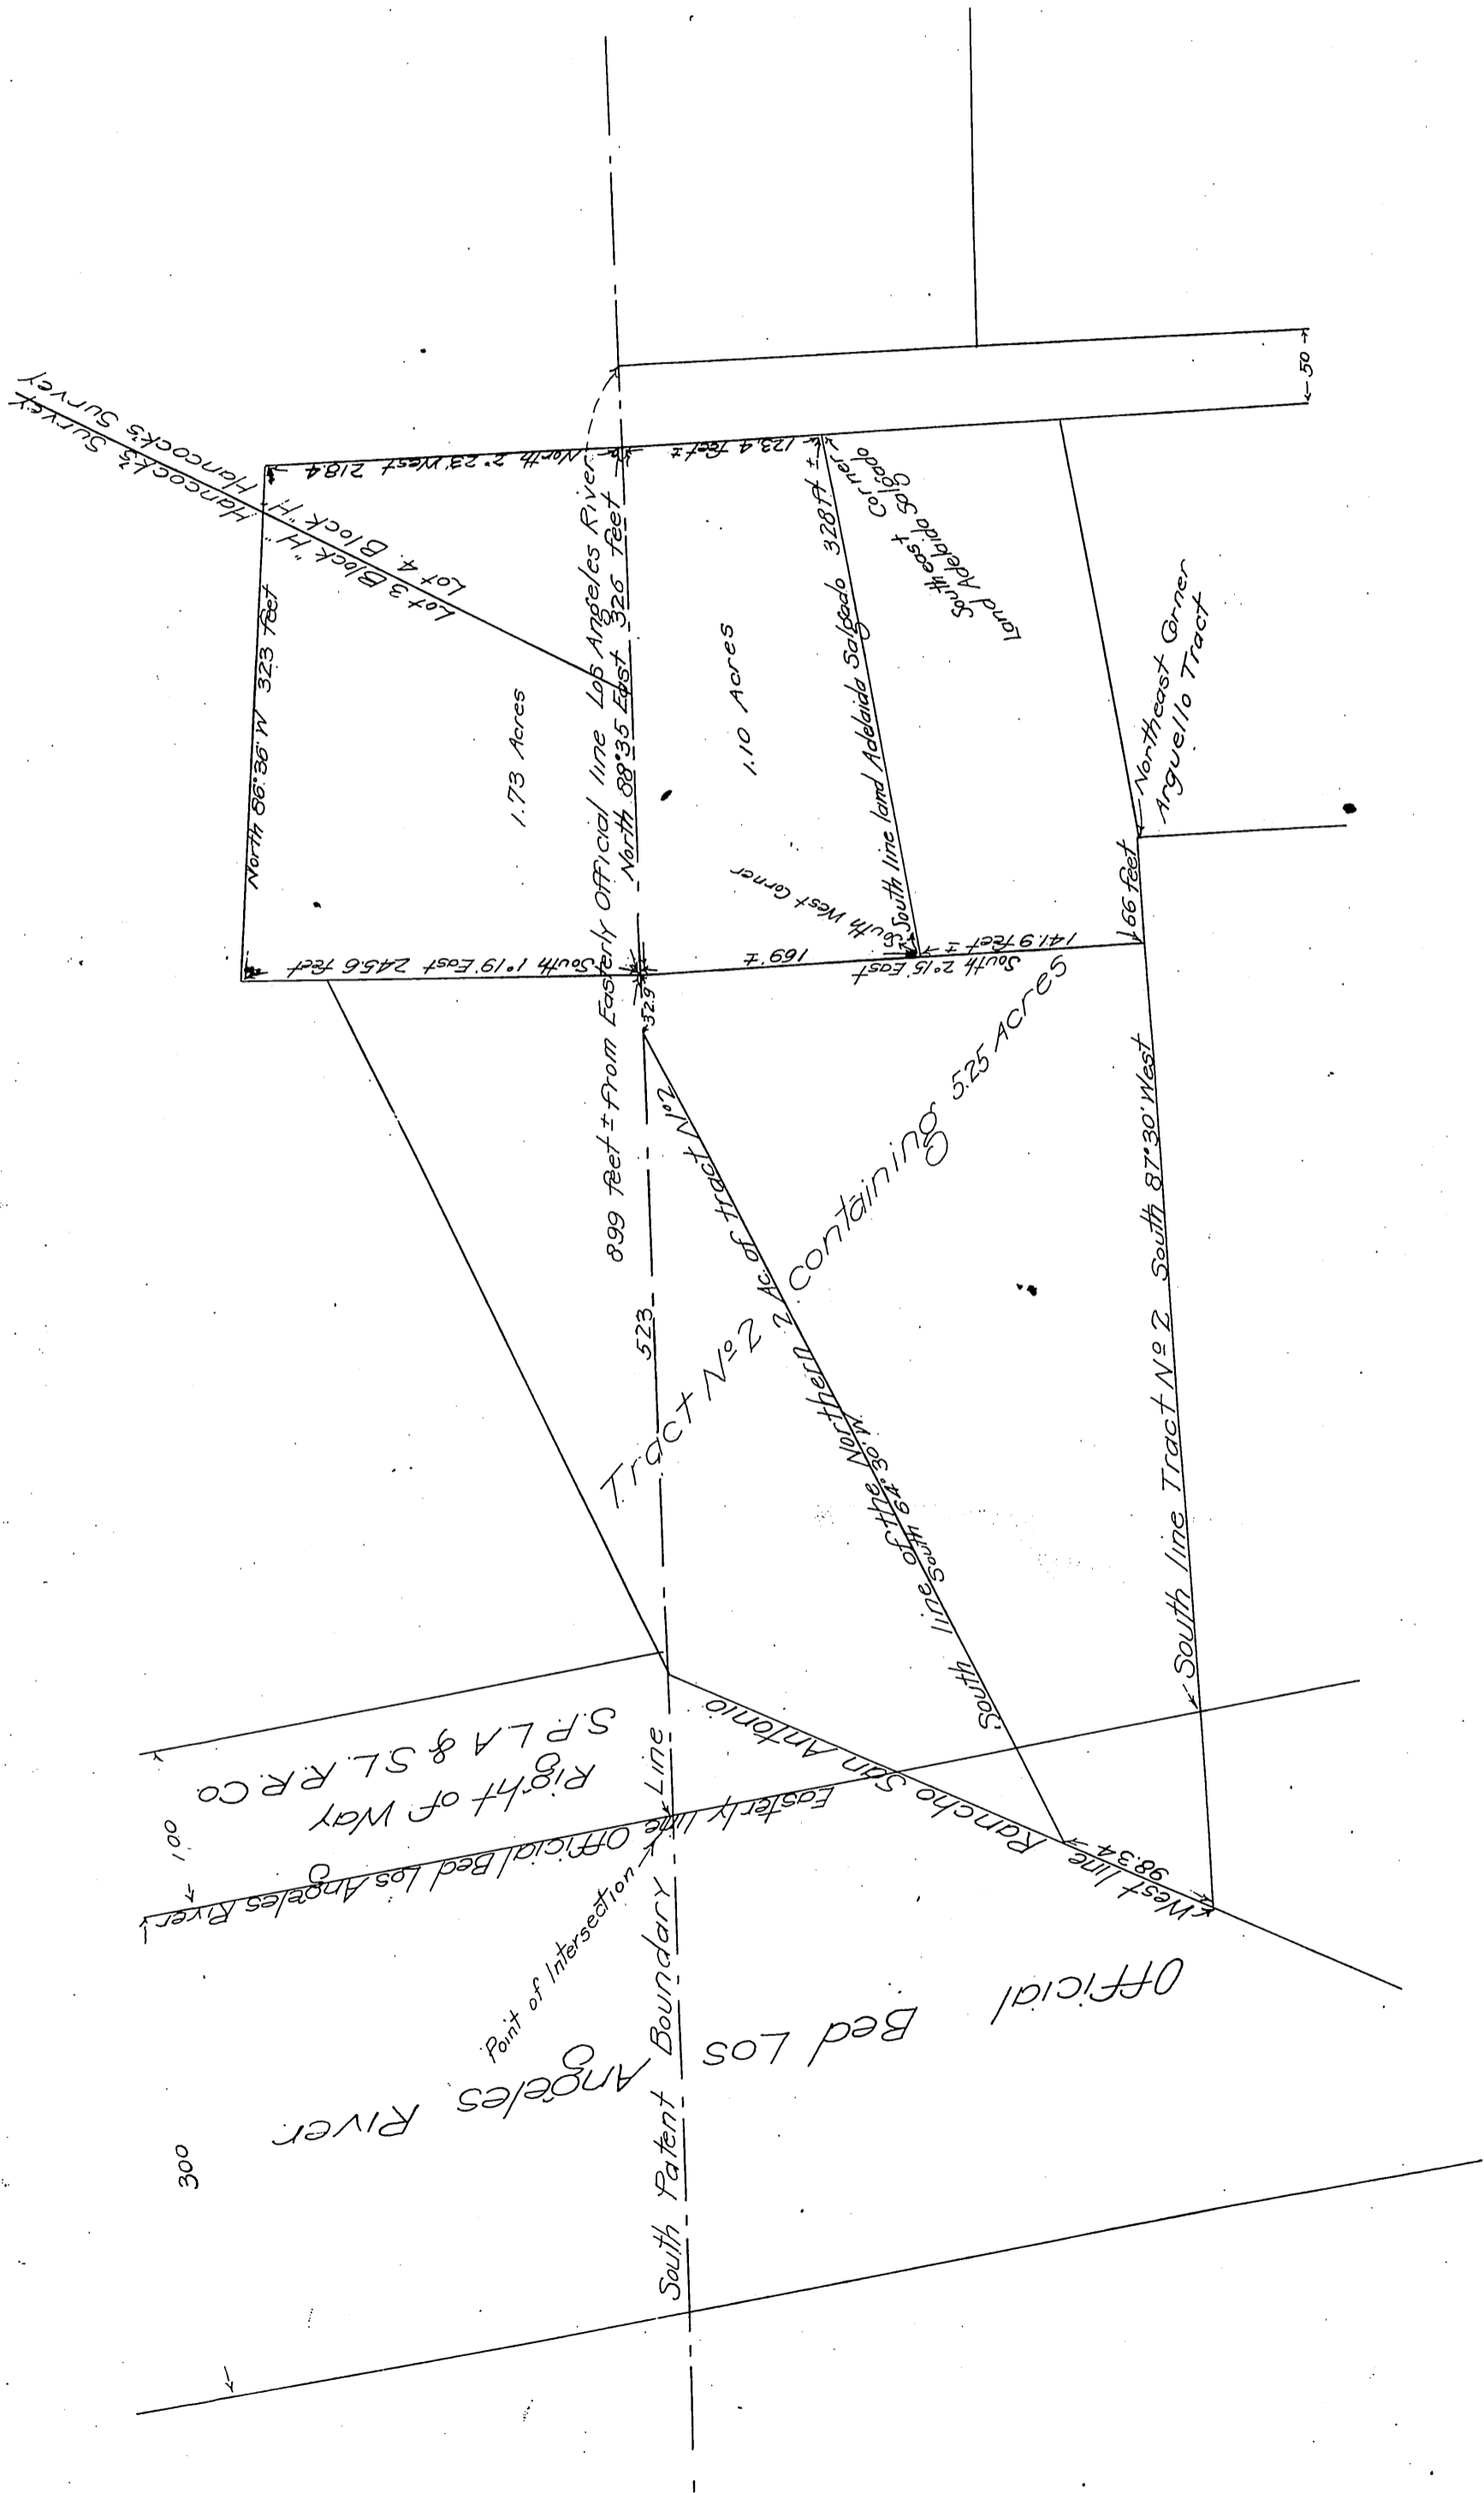 Hancock's Survey
Hancock's Survey
Lot 3 Block "H"
Lot 4. Block "H"
North 86°36' W 323 feet
North 2°23' West 218.4
1.73 Acres
South 1°19' East 245.6 feet
899 feet ± from Easterly Official line Los Angeles River
North 88°35' East 326 feet
123.4 feet ±
1.10 Acres
169 ±
South West Corner
South line land Adelaida Salgado 328 ft ±
South east Corner
Land Adelaida Salgado
50
Northeast Corner
Arguello Tract
66 feet
141.9 feet ±
South 2°15' East
52.9
523
Tract No 2 Containing 5.25 Acres
South line of the Northern 2 Ac. of tract No 2
South 64°30' W.
South line Tract No 2 South 87°30' West
Right of Way
S.P. L.A & S.L. R.R. Co.
100
Easterly line Official Bed Los Angeles River
Point of Intersection
West line Rancho San Antonio
98.34
South Patent Boundary Line
Official Bed Los Angeles River.
300